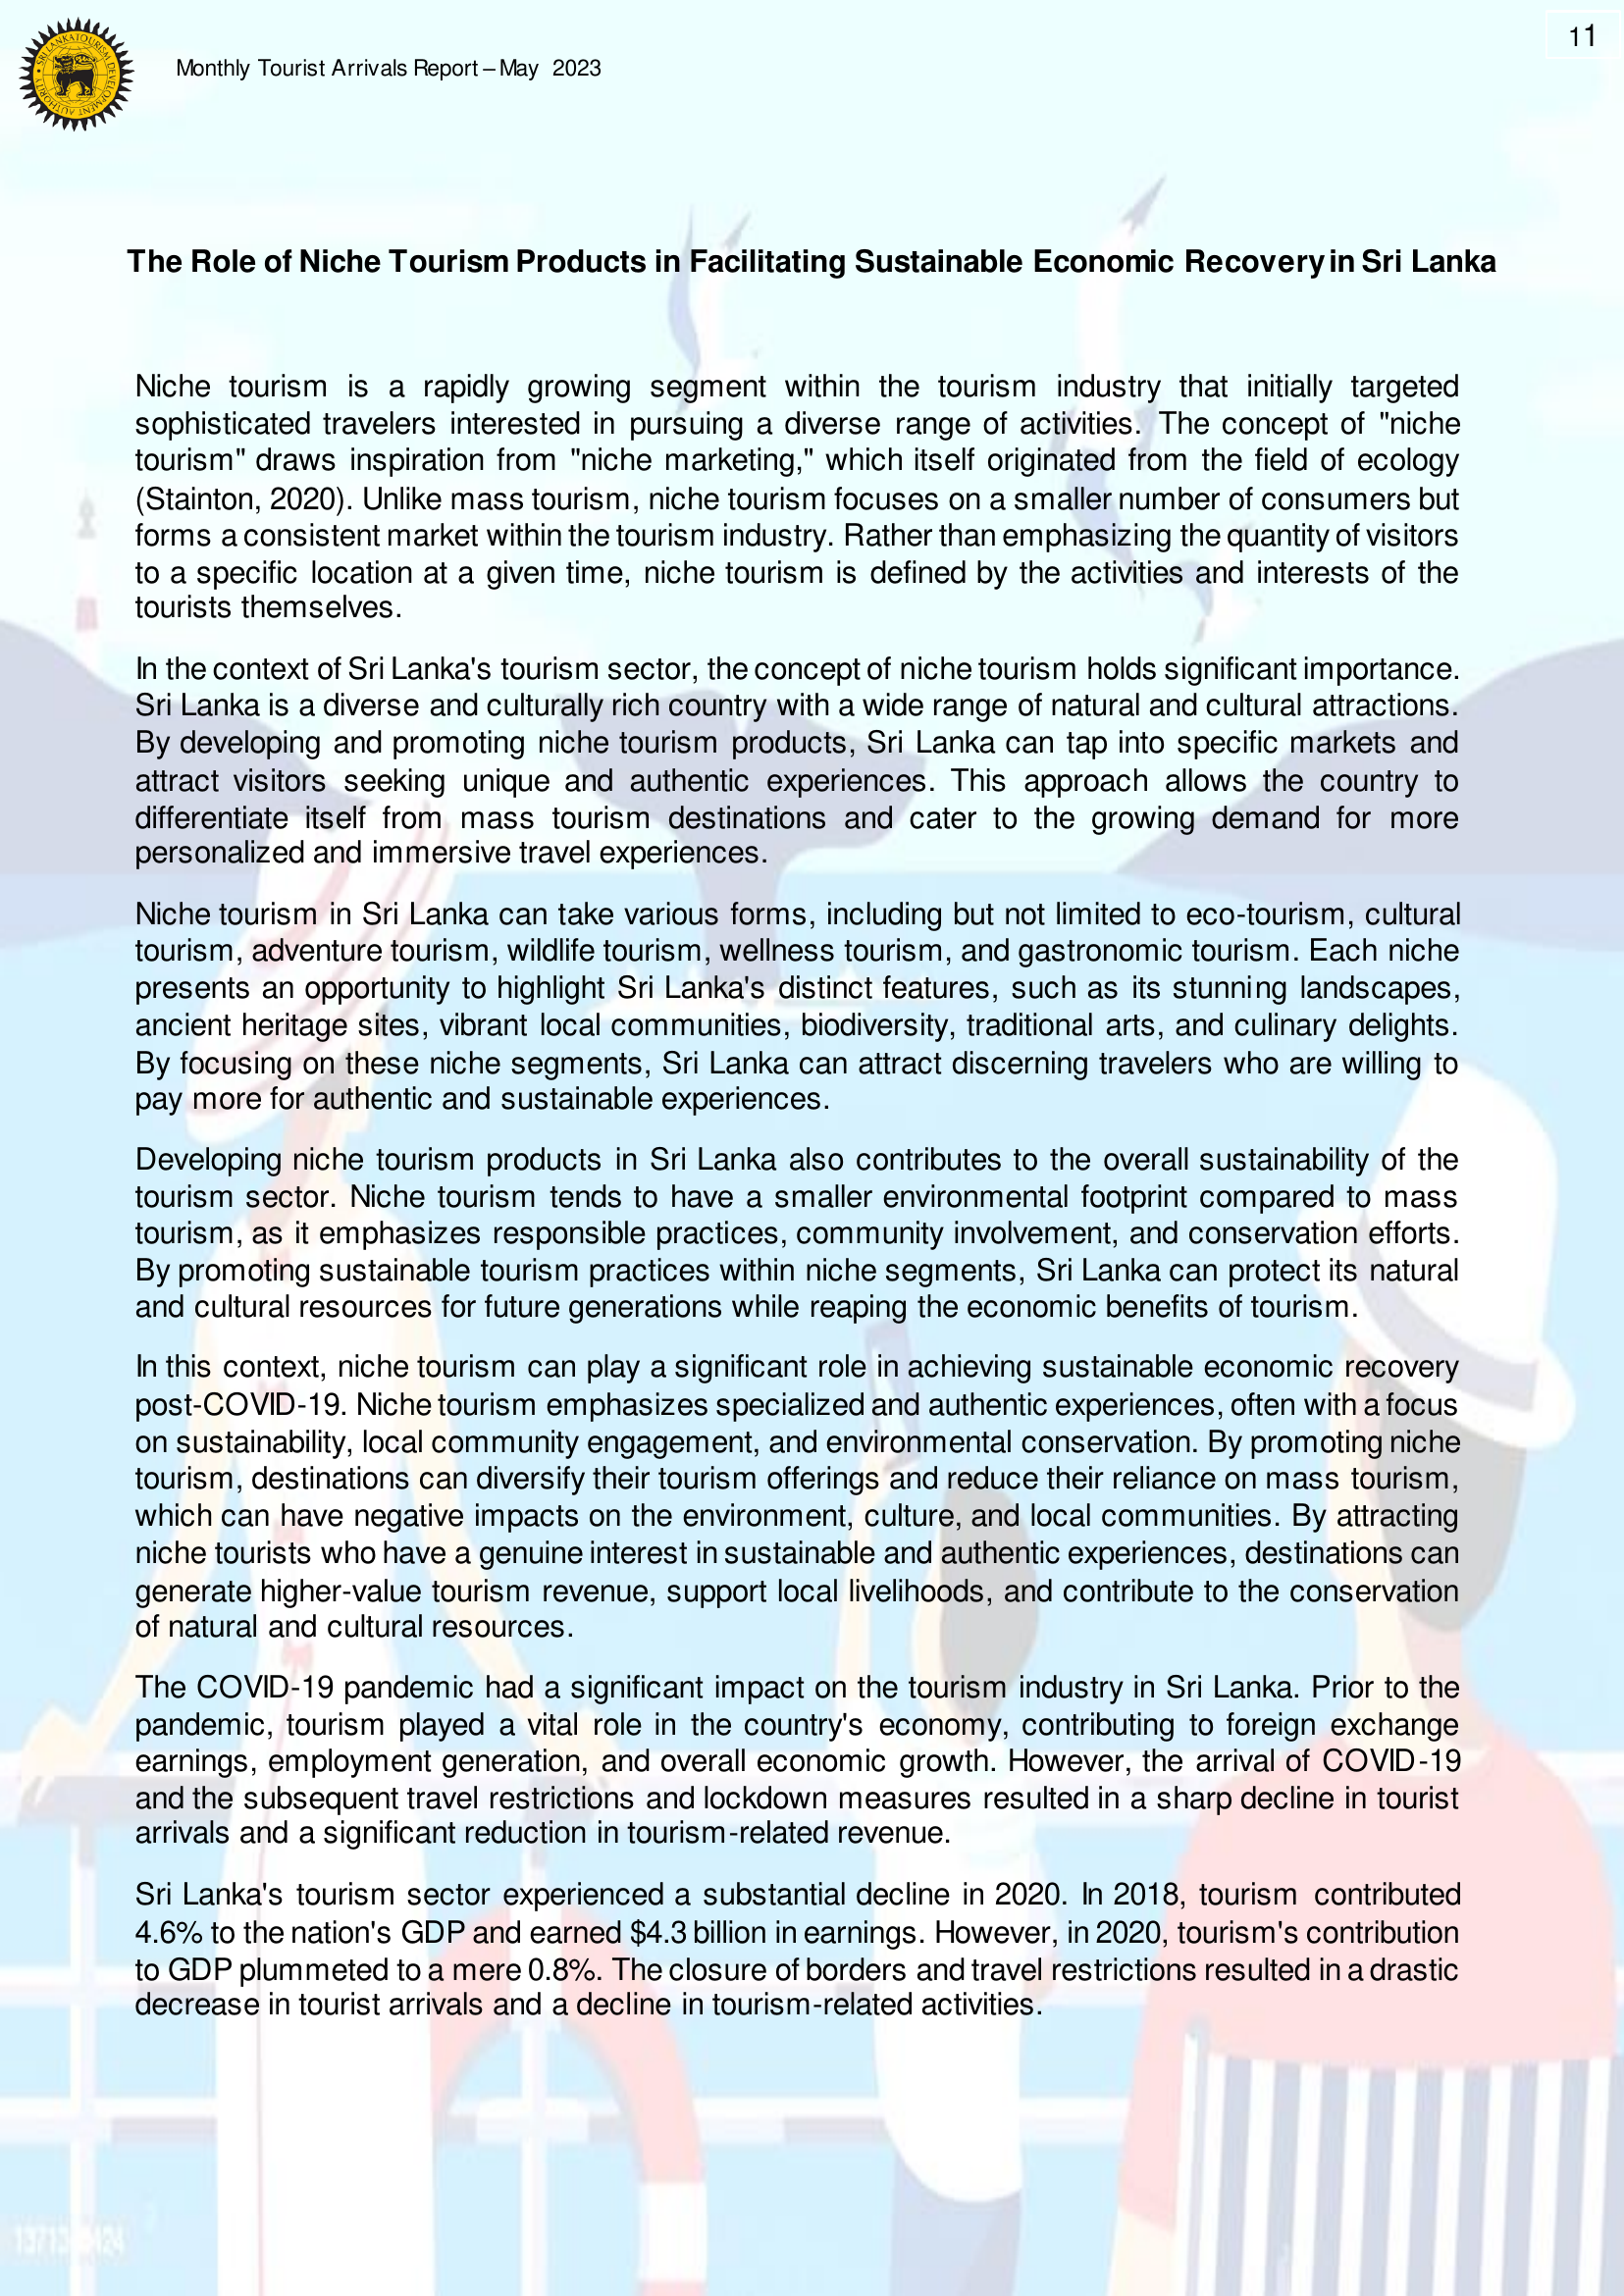 11
SRI LANKA TOURISM DEVELOPMENT AUTHORITY
Monthly Tourist Arrivals Report – May 2023
The Role of Niche Tourism Products in Facilitating Sustainable Economic Recovery in Sri Lanka
Niche tourism is a rapidly growing segment within the tourism industry that initially targeted
sophisticated travelers interested in pursuing a diverse range of activities. The concept of "niche
tourism" draws inspiration from "niche marketing," which itself originated from the field of ecology
(Stainton, 2020). Unlike mass tourism, niche tourism focuses on a smaller number of consumers but
forms a consistent market within the tourism industry. Rather than emphasizing the quantity of visitors
to a specific location at a given time, niche tourism is defined by the activities and interests of the
tourists themselves.
In the context of Sri Lanka's tourism sector, the concept of niche tourism holds significant importance.
Sri Lanka is a diverse and culturally rich country with a wide range of natural and cultural attractions.
By developing and promoting niche tourism products, Sri Lanka can tap into specific markets and
attract visitors seeking unique and authentic experiences. This approach allows the country to
differentiate itself from mass tourism destinations and cater to the growing demand for more
personalized and immersive travel experiences.
Niche tourism in Sri Lanka can take various forms, including but not limited to eco-tourism, cultural
tourism, adventure tourism, wildlife tourism, wellness tourism, and gastronomic tourism. Each niche
presents an opportunity to highlight Sri Lanka's distinct features, such as its stunning landscapes,
ancient heritage sites, vibrant local communities, biodiversity, traditional arts, and culinary delights.
By focusing on these niche segments, Sri Lanka can attract discerning travelers who are willing to
pay more for authentic and sustainable experiences.
Developing niche tourism products in Sri Lanka also contributes to the overall sustainability of the
tourism sector. Niche tourism tends to have a smaller environmental footprint compared to mass
tourism, as it emphasizes responsible practices, community involvement, and conservation efforts.
By promoting sustainable tourism practices within niche segments, Sri Lanka can protect its natural
and cultural resources for future generations while reaping the economic benefits of tourism.
In this context, niche tourism can play a significant role in achieving sustainable economic recovery
post-COVID-19. Niche tourism emphasizes specialized and authentic experiences, often with a focus
on sustainability, local community engagement, and environmental conservation. By promoting niche
tourism, destinations can diversify their tourism offerings and reduce their reliance on mass tourism,
which can have negative impacts on the environment, culture, and local communities. By attracting
niche tourists who have a genuine interest in sustainable and authentic experiences, destinations can
generate higher-value tourism revenue, support local livelihoods, and contribute to the conservation
of natural and cultural resources.
The COVID-19 pandemic had a significant impact on the tourism industry in Sri Lanka. Prior to the
pandemic, tourism played a vital role in the country's economy, contributing to foreign exchange
earnings, employment generation, and overall economic growth. However, the arrival of COVID-19
and the subsequent travel restrictions and lockdown measures resulted in a sharp decline in tourist
arrivals and a significant reduction in tourism-related revenue.
Sri Lanka's tourism sector experienced a substantial decline in 2020. In 2018, tourism contributed
4.6% to the nation's GDP and earned $4.3 billion in earnings. However, in 2020, tourism's contribution
to GDP plummeted to a mere 0.8%. The closure of borders and travel restrictions resulted in a drastic
decrease in tourist arrivals and a decline in tourism-related activities.